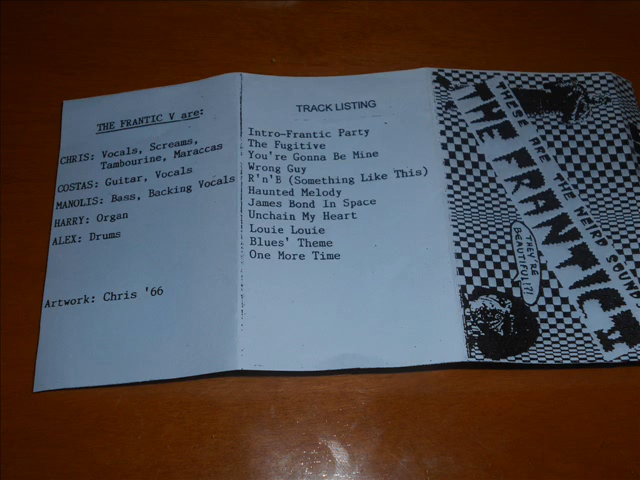 THE FRANTIC V are:
CHRIS: Vocals, Screams,
Tambourine, Maraccas
COSTAS: Guitar, Vocals
MANOLIS: Bass, Backing Vocals
HARRY: Organ
ALEX: Drums
Artwork: Chris '66
TRACK LISTING
Intro-Frantic Party
The Fugitive
You're Gonna Be Mine
Wrong Guy
R'n'B (Something Like This)
Haunted Melody
James Bond In Space
Unchain My Heart
Louie Louie
Blues' Theme
One More Time
THESE ARE THE WEIRD SOUNDS
THE FRANTIC
THEY'RE
BEAUTIFUL!?!